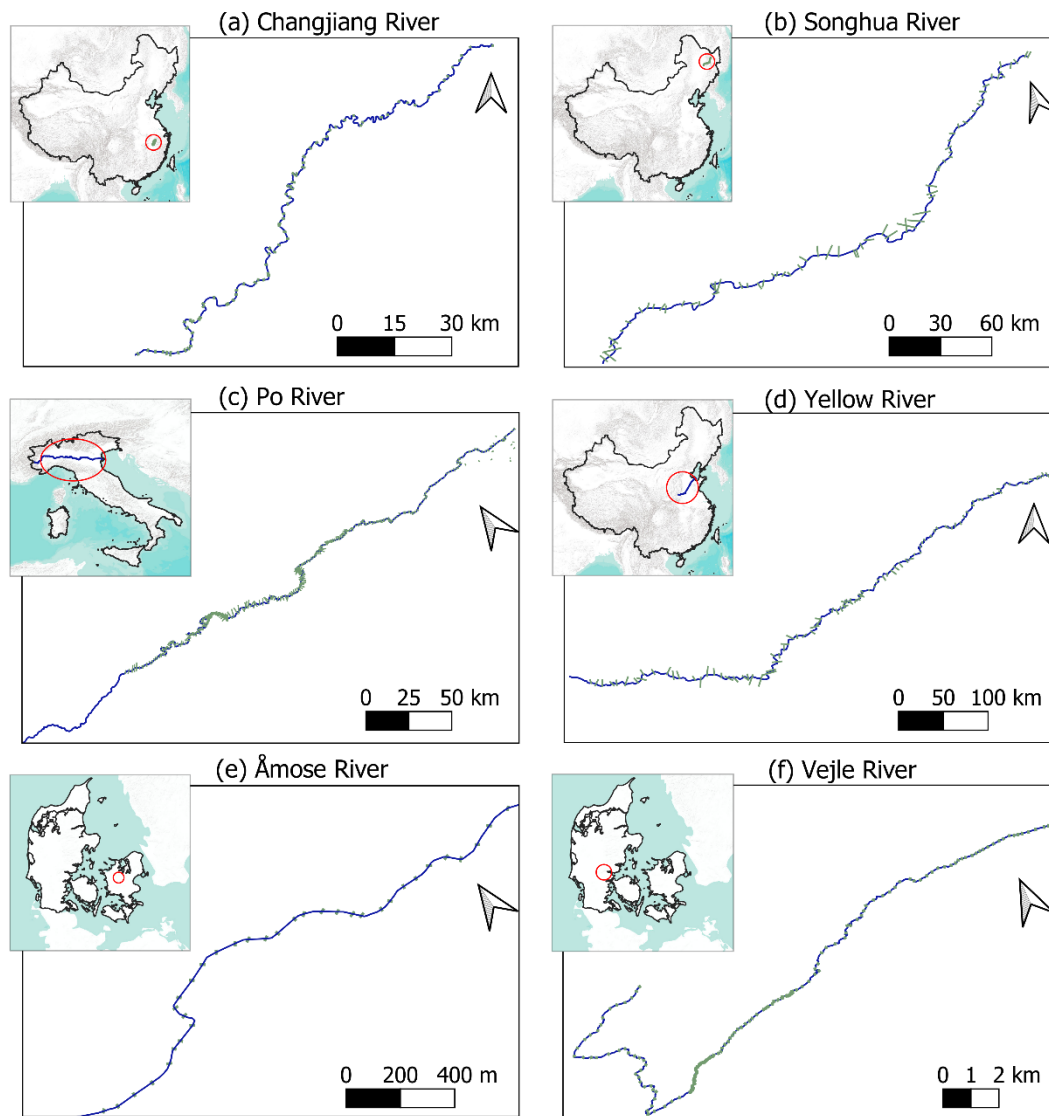 (a) Changjiang River
0 15 30 km
(b) Songhua River
0 30 60 km
(c) Po River
0 25 50 km
(d) Yellow River
0 50 100 km
(e) Åmose River
0 200 400 m
(f) Vejle River
0 1 2 km